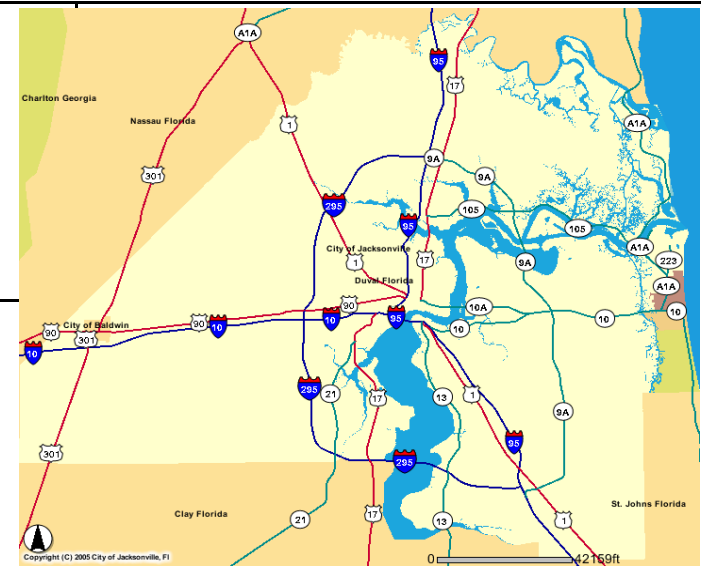 A1A
95
17
Charlton Georgia
Nassau Florida
A1A
1
9A
301
9A
295
105
95
105
City of Jacksonville
A1A
1
17
9A
223
Duval Florida
A1A
90
10A
10
90
10
City of Baldwin
90
10
10
95
10
10
301
295
21
17
13
1
9A
95
301
295
Clay Florida
St. Johns Florida
21
17
13
1
Copyright (C) 2005 City of Jacksonville, Fl
0
42159ft